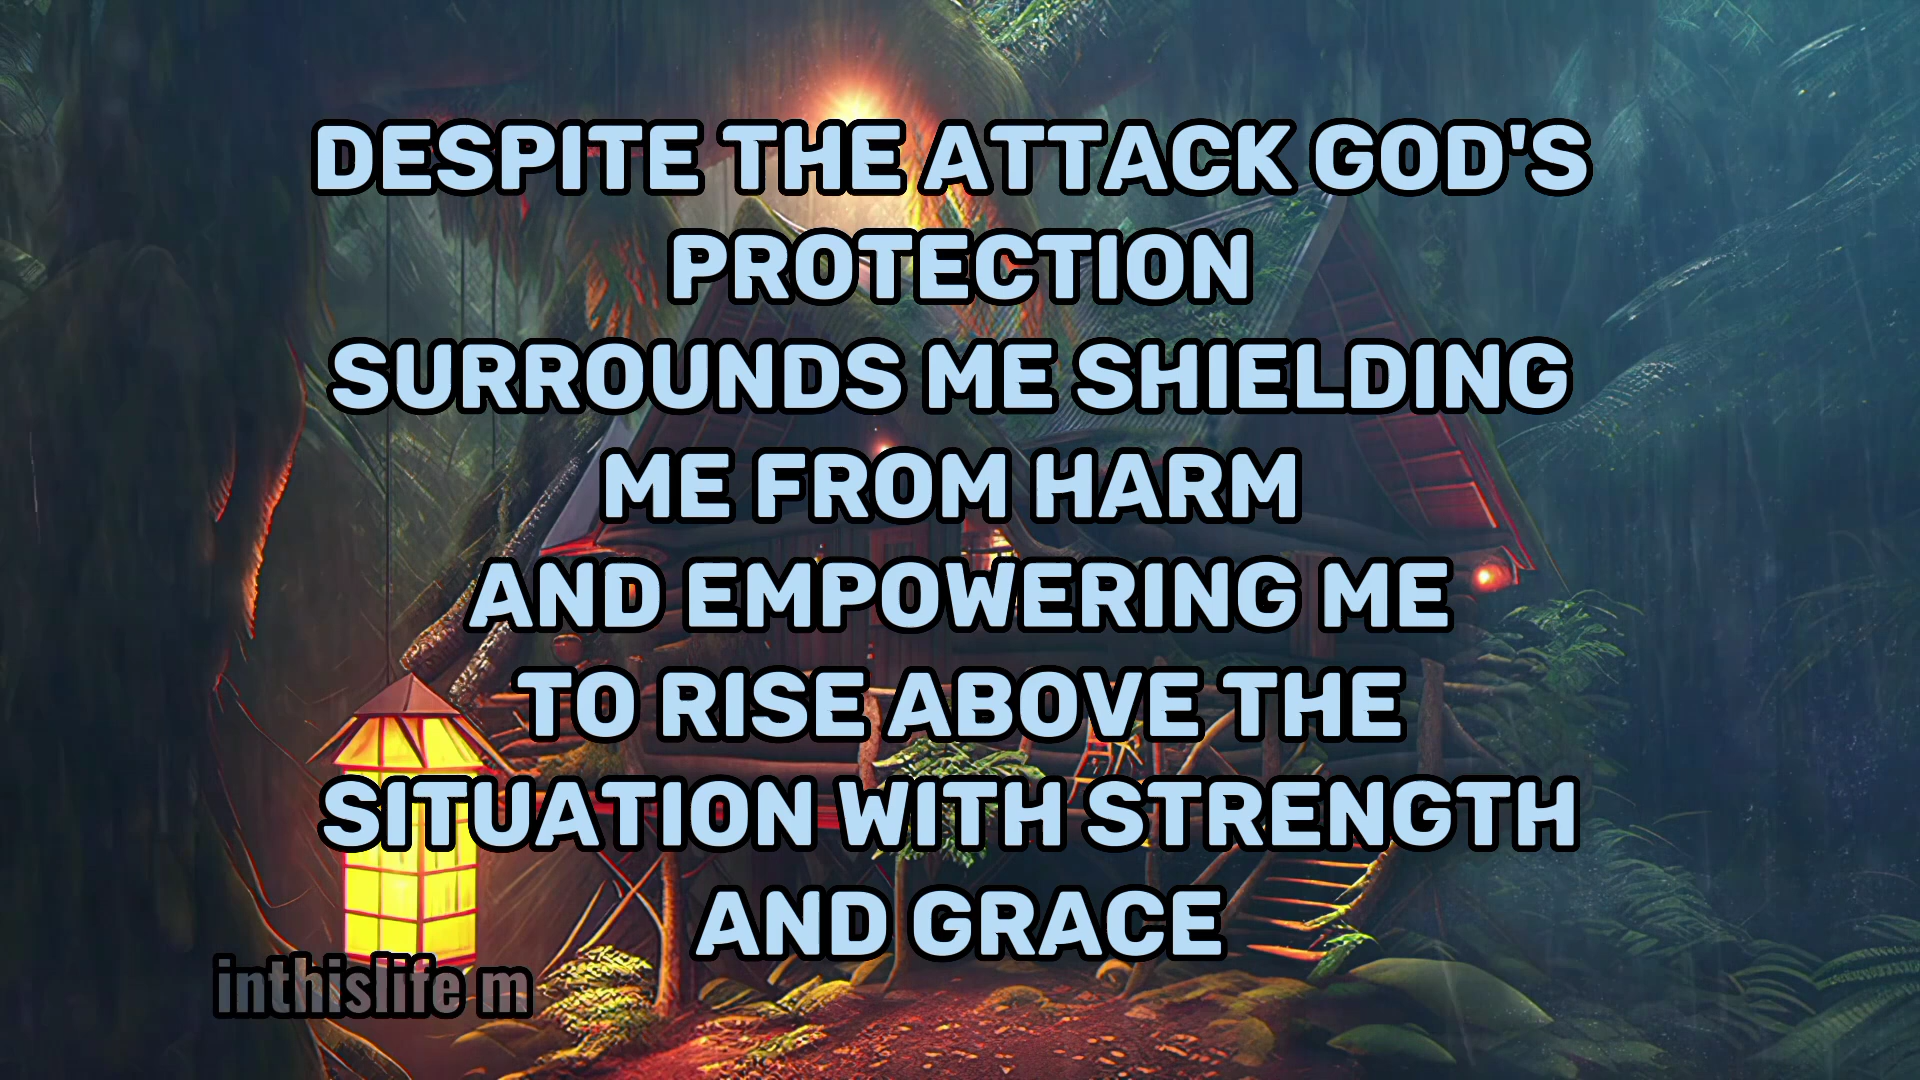 DESPITE THE ATTACK GOD'S
PROTECTION
SURROUNDS ME SHIELDING
ME FROM HARM
AND EMPOWERING ME
TO RISE ABOVE THE
SITUATION WITH STRENGTH
AND GRACE
inthislife m